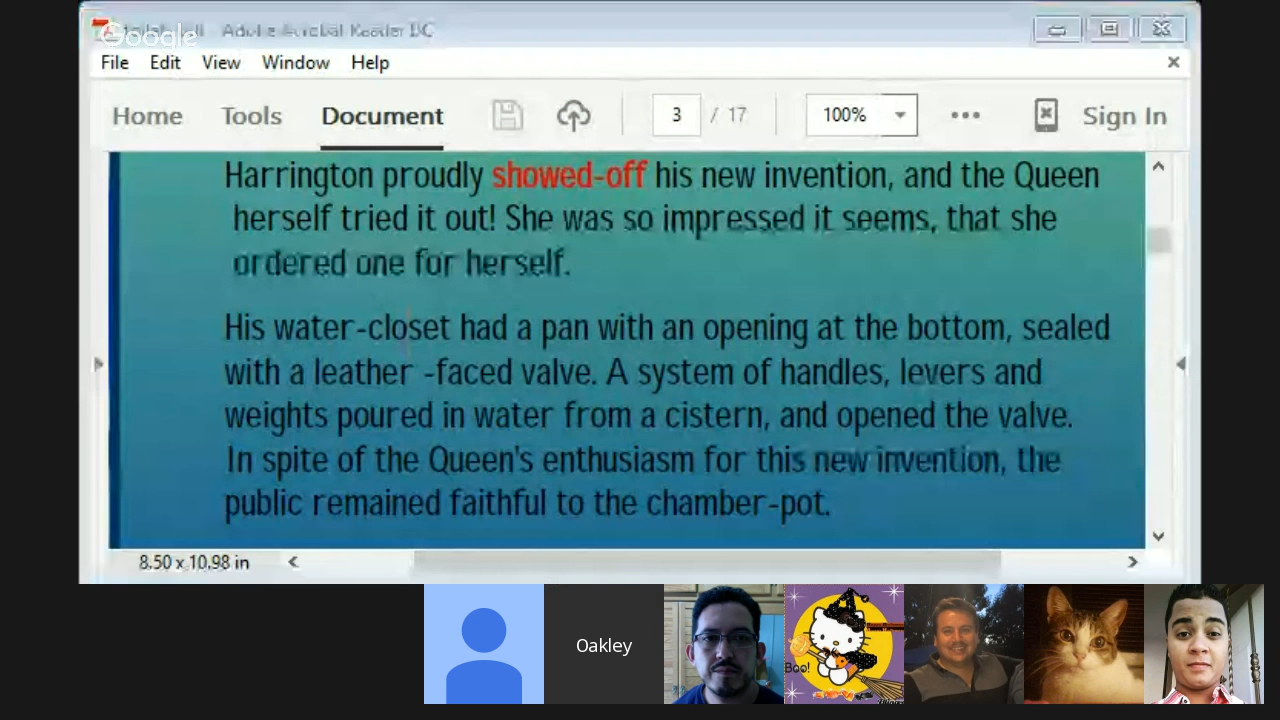 Google
Adobe Acrobat Reader DC
File Edit View Window Help
Home Tools Document 3 / 17 100% Sign In
Harrington proudly showed-off his new invention, and the Queen
herself tried it out! She was so impressed it seems, that she
ordered one for herself.
His water-closet had a pan with an opening at the bottom, sealed
with a leather -faced valve. A system of handles, levers and
weights poured in water from a cistern, and opened the valve.
In spite of the Queen's enthusiasm for this new invention, the
public remained faithful to the chamber-pot.
8.50 x 10.98 in
Oakley
Boo!